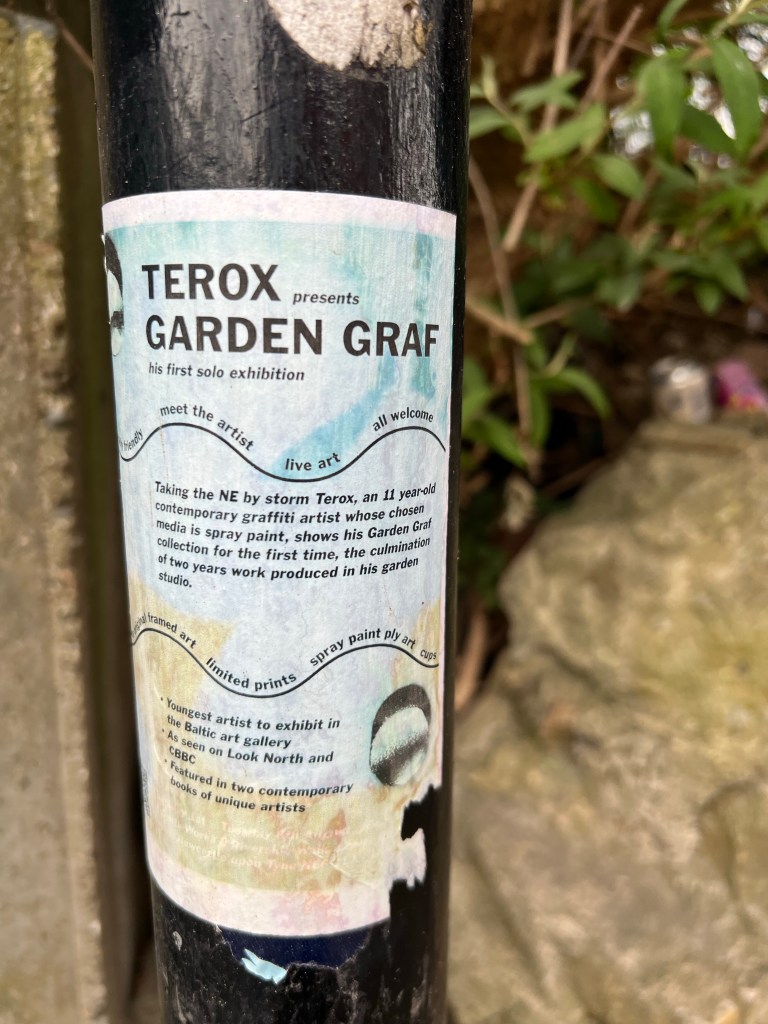 TEROX presents
GARDEN GRAF
his first solo exhibition
friendly meet the artist live art all welcome
Taking the NE by storm Terox, an 11 year-old
contemporary graffiti artist whose chosen
media is spray paint, shows his Garden Graf
collection for the first time, the culmination
of two years work produced in his garden
studio.
framed art limited prints spray paint ply art cups
• Youngest artist to exhibit in
the Baltic art gallery
• As seen on Look North and
CBBC
• Featured in two contemporary
books of unique artists